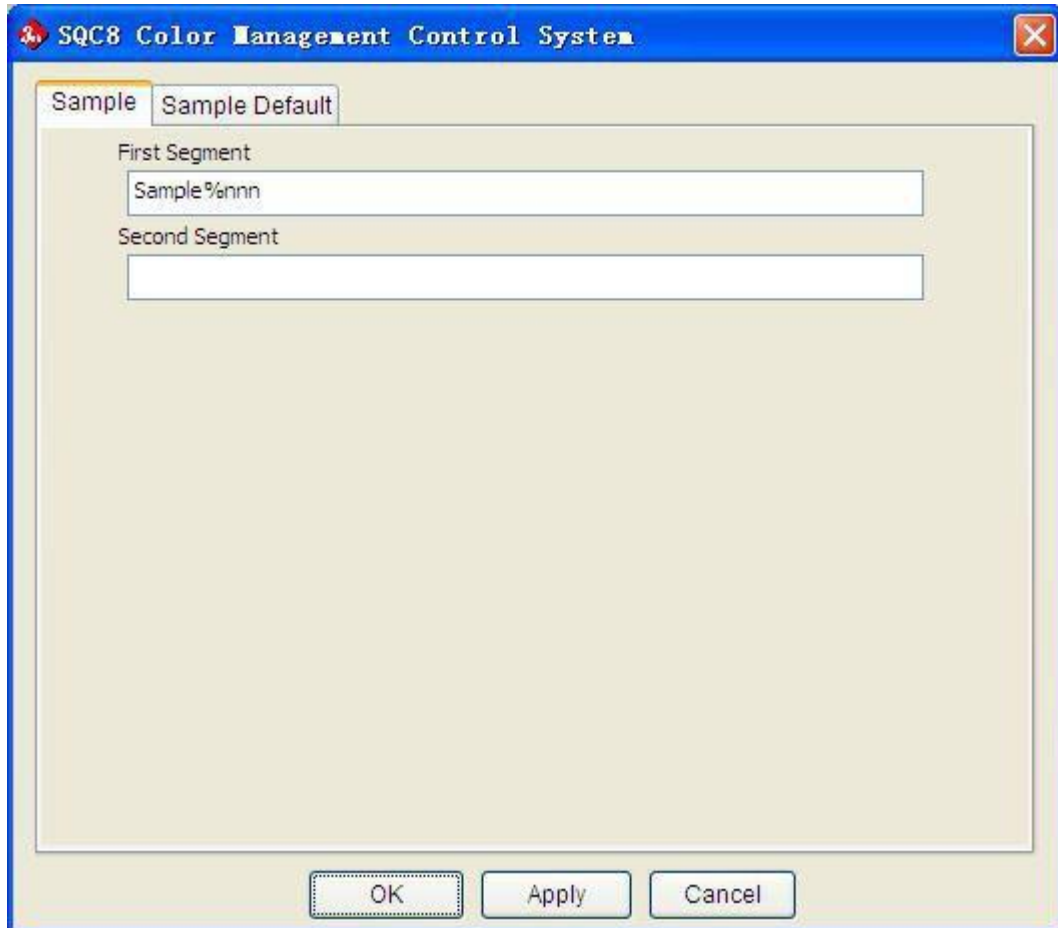 SQC8 Color Management Control System
Sample
Sample Default
First Segment
Sample%nnn
Second Segment
OK
Apply
Cancel